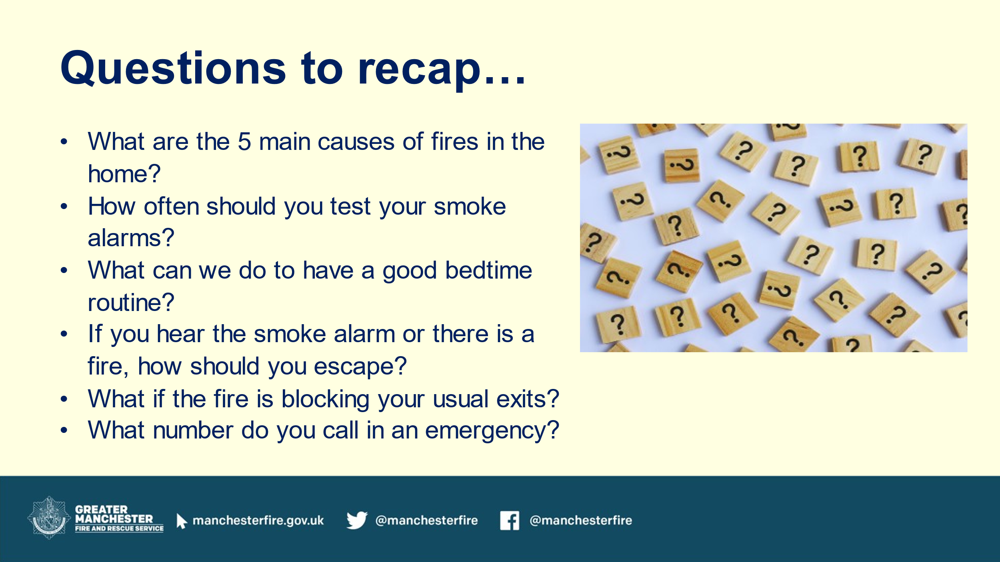 Questions to recap…
• What are the 5 main causes of fires in the
home?
• How often should you test your smoke
alarms?
• What can we do to have a good bedtime
routine?
• If you hear the smoke alarm or there is a
fire, how should you escape?
• What if the fire is blocking your usual exits?
• What number do you call in an emergency?
GREATER
MANCHESTER
FIRE AND RESCUE SERVICE
manchesterfire.gov.uk
@manchesterfire
@manchesterfire